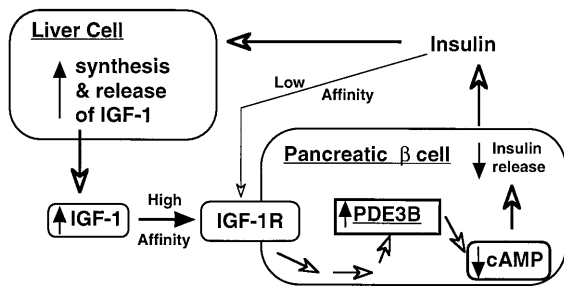 Liver Cell
synthesis
& release
of IGF-1
Insulin
Low
Affinity
Pancreatic β cell
Insulin
release
High
IGF-1
Affinity
IGF-1R
PDE3B
cAMP